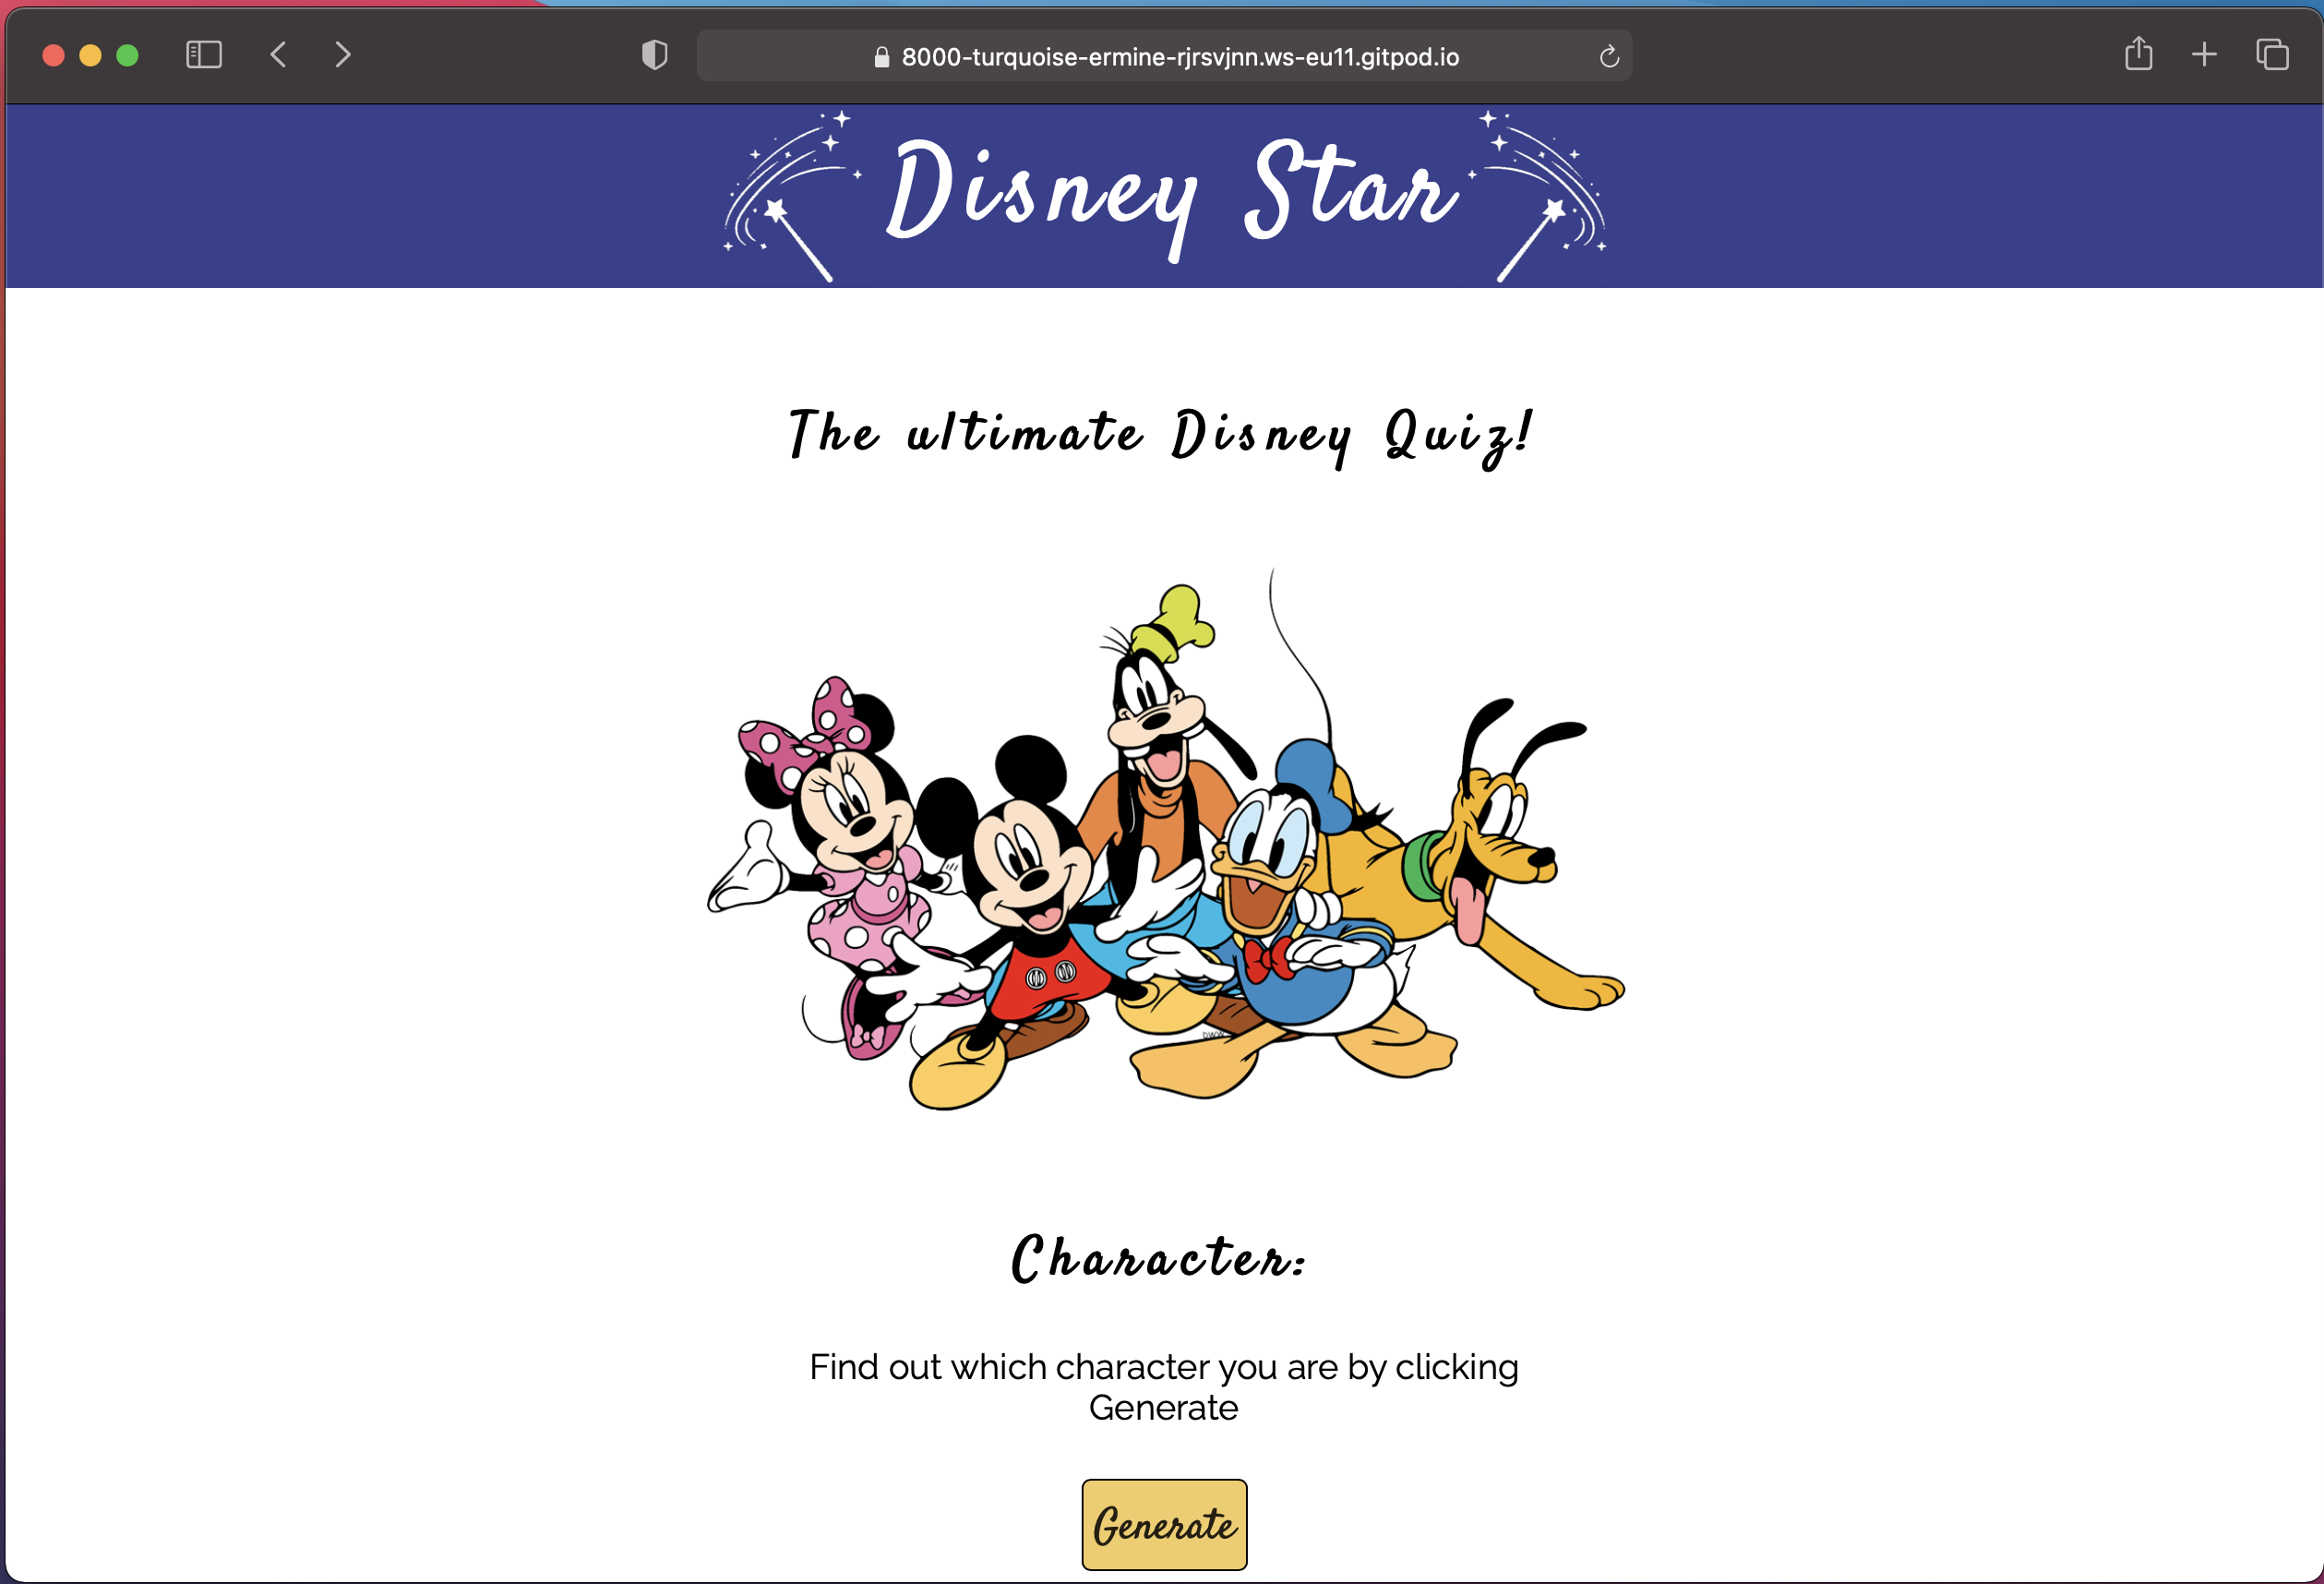 8000-turquoise-ermine-rjrsvjnn.ws-eu11.gitpod.io
Disney Star
The ultimate Disney Quiz!
DWW
Character:
Find out which character you are by clicking
Generate
Generate